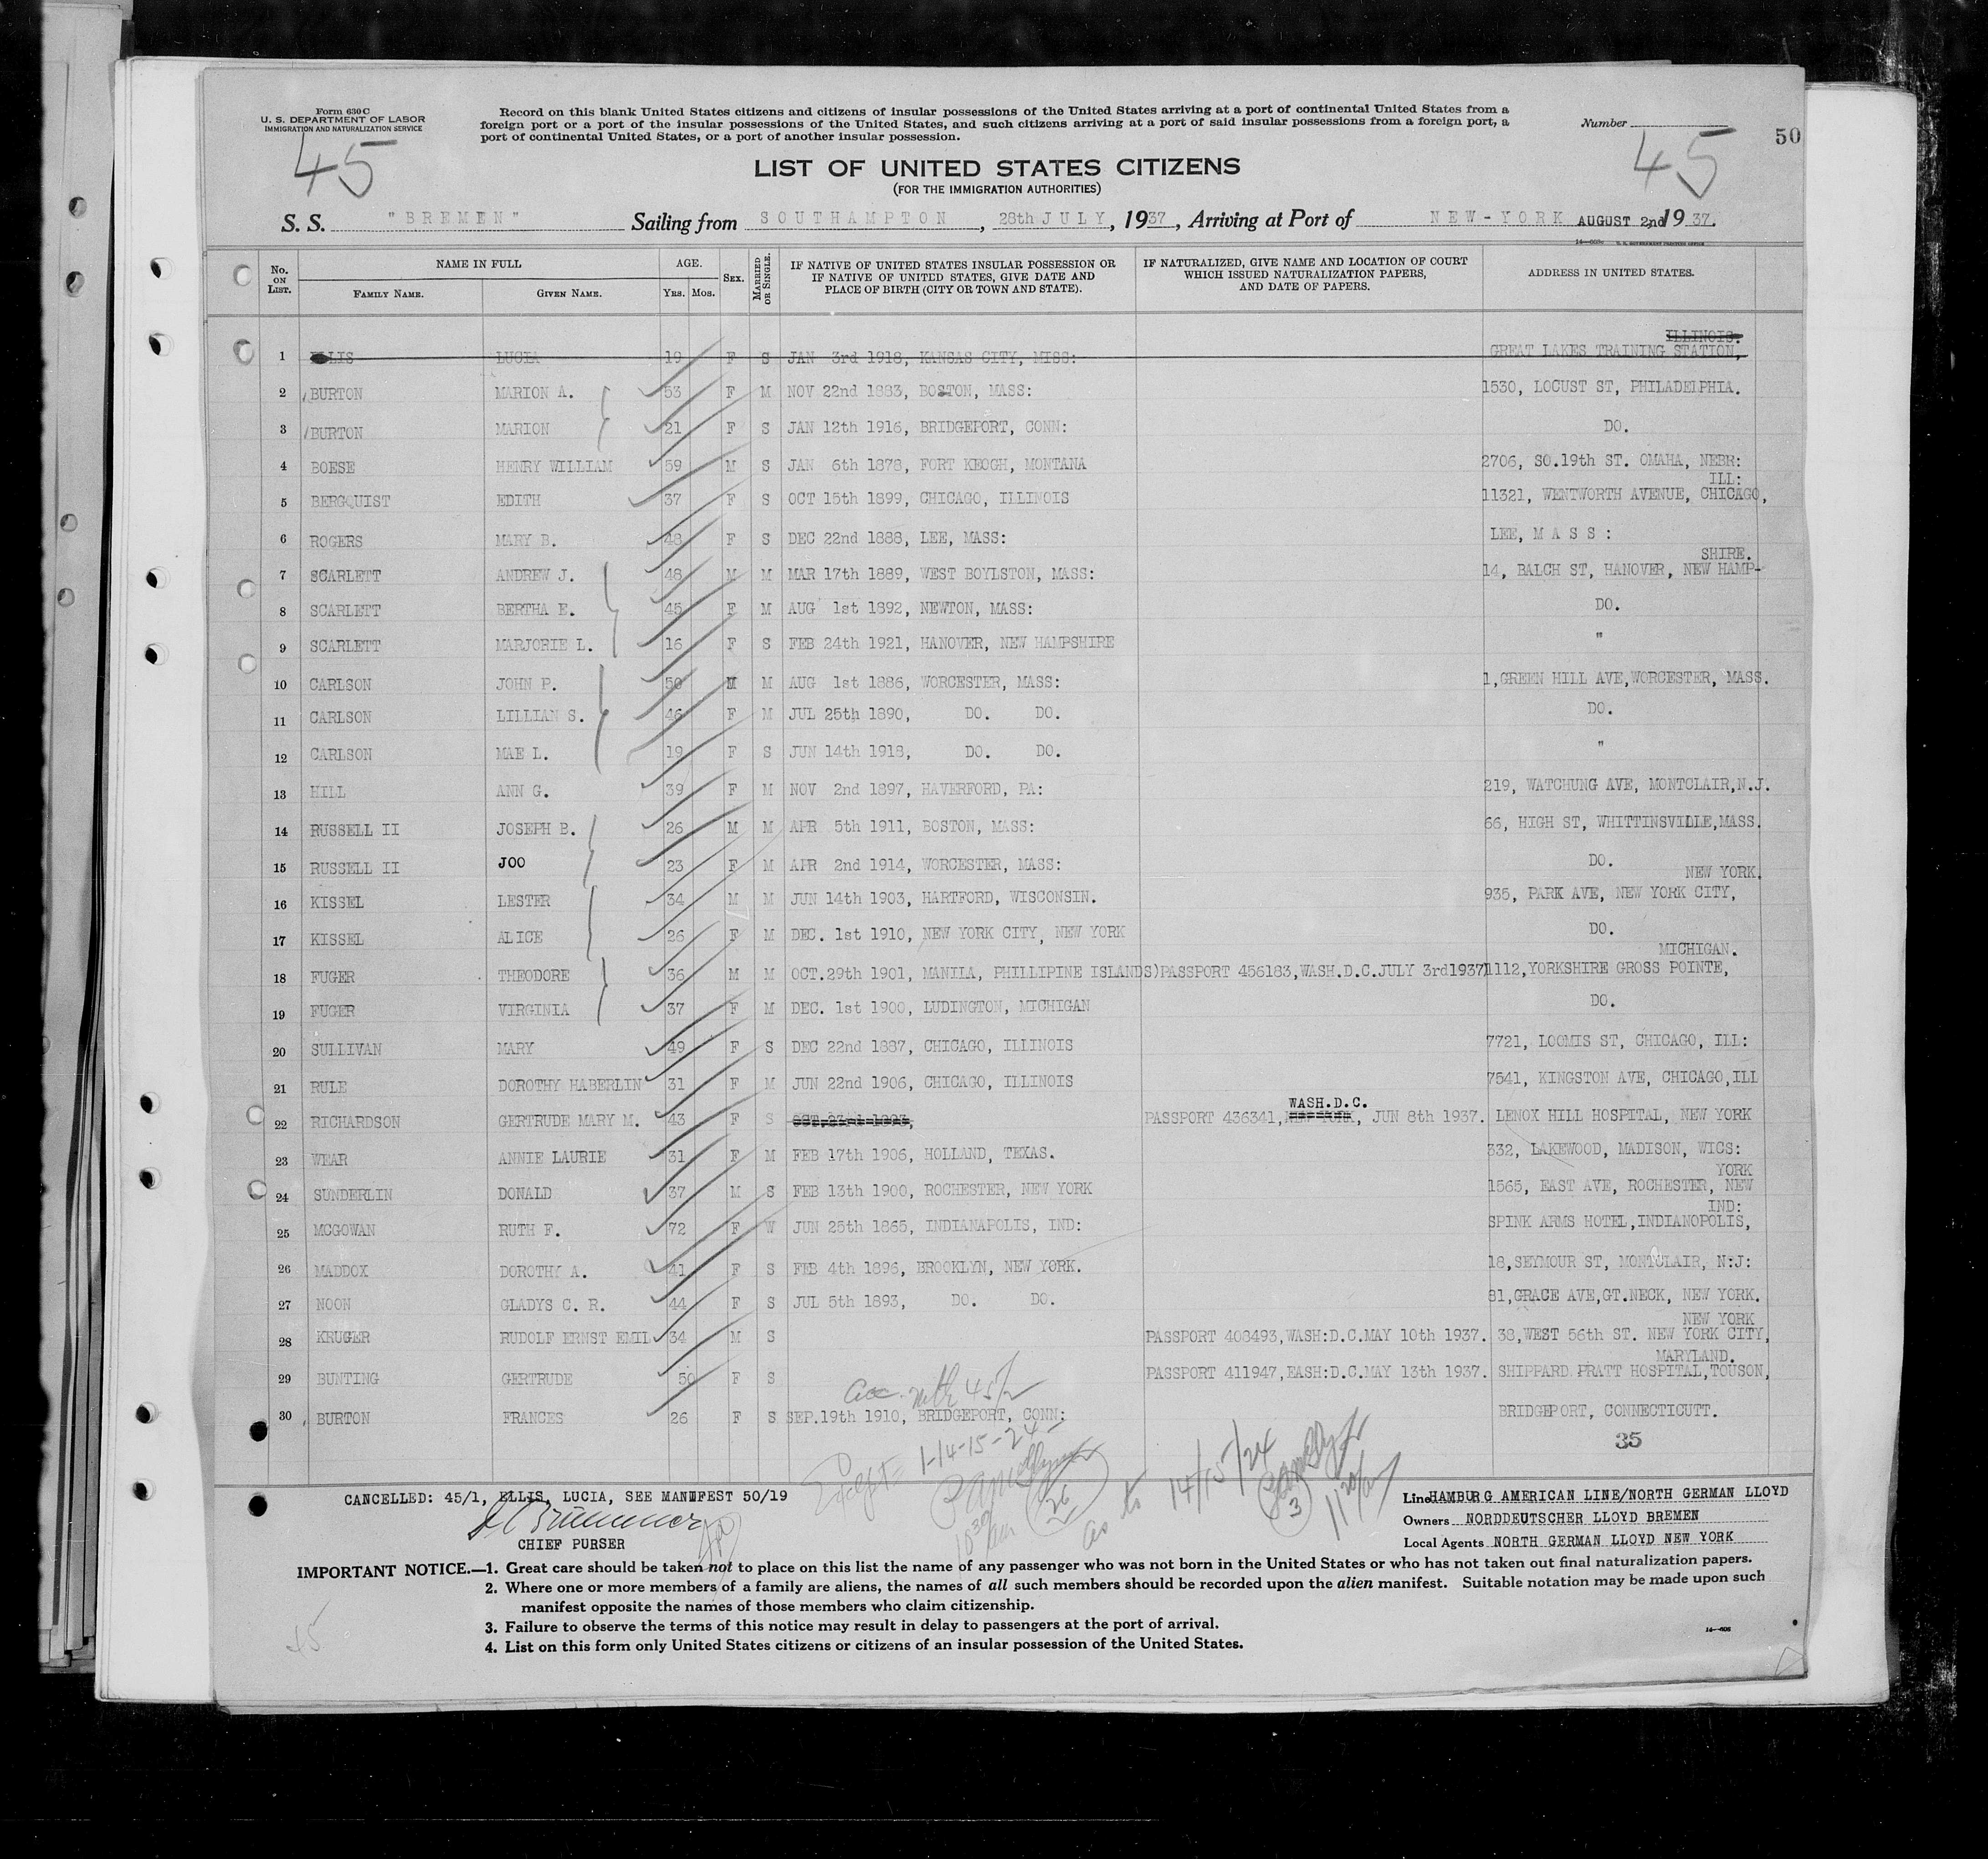 Form 630 C
U. S. DEPARTMENT OF LABOR
IMMIGRATION AND NATURALIZATION SERVICE
Record on this blank United States citizens and citizens of insular possessions of the United States arriving at a port of continental United States from a
foreign port or a port of the insular possessions of the United States, and such citizens arriving at a port of said insular possessions from a foreign port, a
port of continental United States, or a port of another insular possession.
Number
50
45
45
LIST OF UNITED STATES CITIZENS
(FOR THE IMMIGRATION AUTHORITIES)
S. S. "BREMEN" Sailing from SOUTHAMPTON, 28th JULY, 1937, Arriving at Port of NEW-YORK AUGUST 2nd 1937.
No. ON LIST. NAME IN FULL FAMILY NAME. GIVEN NAME. AGE. YRS. MOS. SEX. MARRIED OR SINGLE. IF NATIVE OF UNITED STATES INSULAR POSSESSION OR IF NATIVE OF UNITED STATES, GIVE DATE AND PLACE OF BIRTH (CITY OR TOWN AND STATE). IF NATURALIZED, GIVE NAME AND LOCATION OF COURT WHICH ISSUED NATURALIZATION PAPERS, AND DATE OF PAPERS. ADDRESS IN UNITED STATES.
ILLINOIS.
1 ELLIS LUCIA 19 F S JAN 3rd 1918, KANSAS CITY, MISS: GREAT LAKES TRAINING STATION,
2 BURTON MARION A. 53 F M NOV 22nd 1883, BOSTON, MASS: 1530, LOCUST ST, PHILADELPHIA.
3 BURTON MARION 21 F S JAN 12th 1916, BRIDGEPORT, CONN: DO.
4 BOESE HENRY WILLIAM 59 M S JAN 6th 1878, FORT KEOGH, MONTANA 2706, SO.19th ST. OMAHA, NEBR:
ILL:
5 BERGQUIST EDITH 37 F S OCT 15th 1899, CHICAGO, ILLINOIS 11321, WENTWORTH AVENUE, CHICAGO,
6 ROGERS MARY B. 48 F S DEC 22nd 1888, LEE, MASS: LEE, M A S S :
SHIRE.
7 SCARLETT ANDREW J. 48 M M MAR 17th 1889, WEST BOYLSTON, MASS: 14, BALCH ST, HANOVER, NEW HAMP-
8 SCARLETT BERTHA E. 45 F M AUG 1st 1892, NEWTON, MASS: DO.
9 SCARLETT MARJORIE L. 16 F S FEB 24th 1921, HANOVER, NEW HAMPSHIRE "
10 CARLSON JOHN P. 50 M M AUG 1st 1886, WORCESTER, MASS: 1,GREEN HILL AVE,WORCESTER, MASS.
11 CARLSON LILLIAN S. 46 F M JUL 25th 1890, DO. DO. DO.
12 CARLSON MAE L. 19 F S JUN 14th 1918, DO. DO. "
13 HILL ANN G. 39 F M NOV 2nd 1897, HAVERFORD, PA: 219, WATCHUNG AVE, MONTCLAIR,N.J.
14 RUSSELL II JOSEPH B. 26 M M APR 5th 1911, BOSTON, MASS: 66, HIGH ST, WHITTINSVILLE,MASS.
15 RUSSELL II JOO 23 F M APR 2nd 1914, WORCESTER, MASS: DO.
NEW YORK.
16 KISSEL LESTER 34 M M JUN 14th 1903, HARTFORD, WISCONSIN. 935, PARK AVE, NEW YORK CITY,
17 KISSEL ALICE 26 F M DEC. 1st 1910, NEW YORK CITY, NEW YORK DO.
MICHIGAN.
18 FUGER THEODORE 36 M M OCT.29th 1901, MANILA, PHILLIPINE ISLANDS)PASSPORT 456183,WASH.D.C.JULY 3rd1937) 1112,YORKSHIRE GROSS POINTE,
19 FUGER VIRGINIA 37 F M DEC. 1st 1900, LUDINGTON, MICHIGAN DO.
20 SULLIVAN MARY 49 F S DEC 22nd 1887, CHICAGO, ILLINOIS 7721, LOOMIS ST, CHICAGO, ILL:
21 RULE DOROTHY HABERLIN 31 F M JUN 22nd 1906, CHICAGO, ILLINOIS 7541, KINGSTON AVE, CHICAGO,ILL
WASH.D.C.
22 RICHARDSON GERTRUDE MARY M. 43 F S OCT.23rd 1893, PASSPORT 436341,NEW YORK, JUN 8th 1937. LENOX HILL HOSPITAL, NEW YORK
23 WEAR ANNIE LAURIE 31 F M FEB 17th 1906, HOLLAND, TEXAS. 332, LAKEWOOD, MADISON, WICS:
YORK
24 SUNDERLIN DONALD 37 M S FEB 13th 1900, ROCHESTER, NEW YORK 1565, EAST AVE, ROCHESTER, NEW
IND:
25 MCGOWAN RUTH F. 72 F W JUN 25th 1865, INDIANAPOLIS, IND: SPINK ARMS HOTEL,INDIANOPOLIS,
26 MADDOX DOROTHY A. 41 F S FEB 4th 1896, BROOKLYN, NEW YORK. 18,SEYMOUR ST, MONTCLAIR, N:J:
27 NOON GLADYS C. R. 44 F S JUL 5th 1893, DO. DO. 81,GRACE AVE,GT.NECK, NEW YORK.
NEW YORK
28 KRUGER RUDOLF ERNST EMIL 34 M S PASSPORT 408493,WASH:D.C.MAY 10th 1937. 38,WEST 56th ST. NEW YORK CITY,
MARYLAND.
29 BUNTING GERTRUDE 50 F S PASSPORT 411947,EASH:D.C.MAY 13th 1937. SHIPPARD PRATT HOSPITAL,TOUSON,
acc. with 45/2
30 BURTON FRANCES 26 F S SEP.19th 1910, BRIDGEPORT, CONN: BRIDGEPORT, CONNECTICUTT.
35
1-14-15-24
as to 14/15/24
26
3
CANCELLED: 45/1, ELLIS, LUCIA, SEE MANIFEST 50/19
CHIEF PURSER
Line HAMBURG AMERICAN LINE/NORTH GERMAN LLOYD
Owners NORDDEUTSCHER LLOYD BREMEN
Local Agents NORTH GERMAN LLOYD NEW YORK
IMPORTANT NOTICE.—1. Great care should be taken not to place on this list the name of any passenger who was not born in the United States or who has not taken out final naturalization papers.
2. Where one or more members of a family are aliens, the names of all such members should be recorded upon the alien manifest. Suitable notation may be made upon such
manifest opposite the names of those members who claim citizenship.
3. Failure to observe the terms of this notice may result in delay to passengers at the port of arrival.
4. List on this form only United States citizens or citizens of an insular possession of the United States.
45